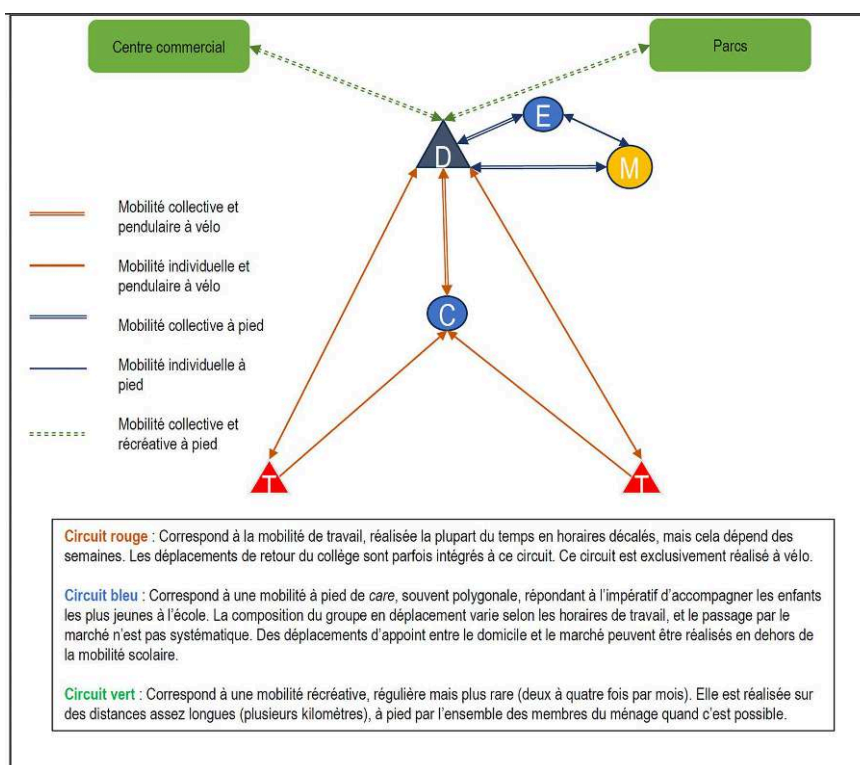 Centre commercial
Parcs
E
D
M
Mobilité collective et
pendulaire à vélo
Mobilité individuelle et
pendulaire à vélo
C
Mobilité collective à pied
Mobilité individuelle à
pied
Mobilité collective et
récréative à pied
T
T
Circuit rouge : Correspond à la mobilité de travail, réalisée la plupart du temps en horaires décalés, mais cela dépend des
semaines. Les déplacements de retour du collège sont parfois intégrés à ce circuit. Ce circuit est exclusivement réalisé à vélo.
Circuit bleu : Correspond à une mobilité à pied de care, souvent polygonale, répondant à l'impératif d'accompagner les enfants
les plus jeunes à l'école. La composition du groupe en déplacement varie selon les horaires de travail, et le passage par le
marché n'est pas systématique. Des déplacements d'appoint entre le domicile et le marché peuvent être réalisés en dehors de
la mobilité scolaire.
Circuit vert : Correspond à une mobilité récréative, régulière mais plus rare (deux à quatre fois par mois). Elle est réalisée sur
des distances assez longues (plusieurs kilomètres), à pied par l'ensemble des membres du ménage quand c'est possible.